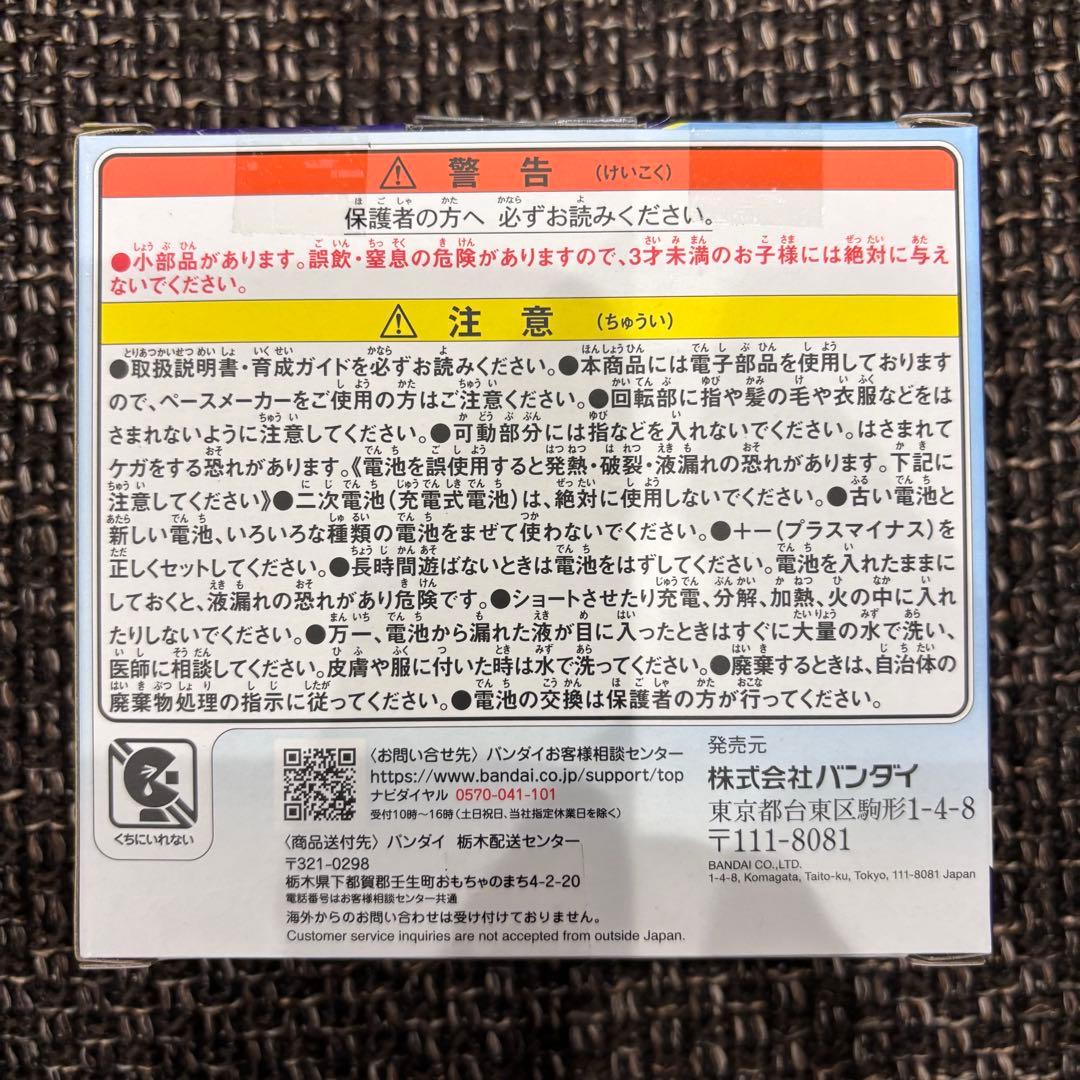 警告 (けいこく)
保護者の方へ 必ずお読みください。
●小部品があります。誤飲・窒息の危険がありますので、3才未満のお子様には絶対に与え
ないでください。
注意 (ちゅうい)
●取扱説明書・育成ガイドを必ずお読みください。●本商品には電子部品を使用しております
ので、ペースメーカーをご使用の方はご注意ください。●回転部に指や髪の毛や衣服などをは
さまれないように注意してください。●可動部分には指などを入れないでください。はさまれて
ケガをする恐れがあります。《電池を誤使用すると発熱・破裂・液漏れの恐れがあります。下記に
注意してください》●二次電池(充電式電池)は、絶対に使用しないでください。●古い電池と
新しい電池、いろいろな種類の電池をまぜて使わないでください。●+−(プラスマイナス)を
正しくセットしてください。●長時間遊ばないときは電池をはずしてください。電池を入れたままに
しておくと、液漏れの恐れがあり危険です。●ショートさせたり充電、分解、加熱、火の中に入れ
たりしないでください。●万一、電池から漏れた液が目に入ったときはすぐに大量の水で洗い、
医師に相談してください。皮膚や服に付いた時は水で洗ってください。●廃棄するときは、自治体の
廃棄物処理の指示に従ってください。●電池の交換は保護者の方が行ってください。
くちにいれない
〈お問い合せ先〉バンダイお客様相談センター
https://www.bandai.co.jp/support/top
ナビダイヤル 0570-041-101
受付10時〜16時(土日祝日、当社指定休業日を除く)
〈商品送付先〉バンダイ 栃木配送センター
〒321-0298
栃木県下都賀郡壬生町おもちゃのまち4-2-20
電話番号はお客様相談センター共通
海外からのお問い合わせは受け付けておりません。
Customer service inquiries are not accepted from outside Japan.
発売元
株式会社バンダイ
東京都台東区駒形1-4-8
〒111-8081
BANDAI CO.,LTD.
1-4-8, Komagata, Taito-ku, Tokyo, 111-8081 Japan